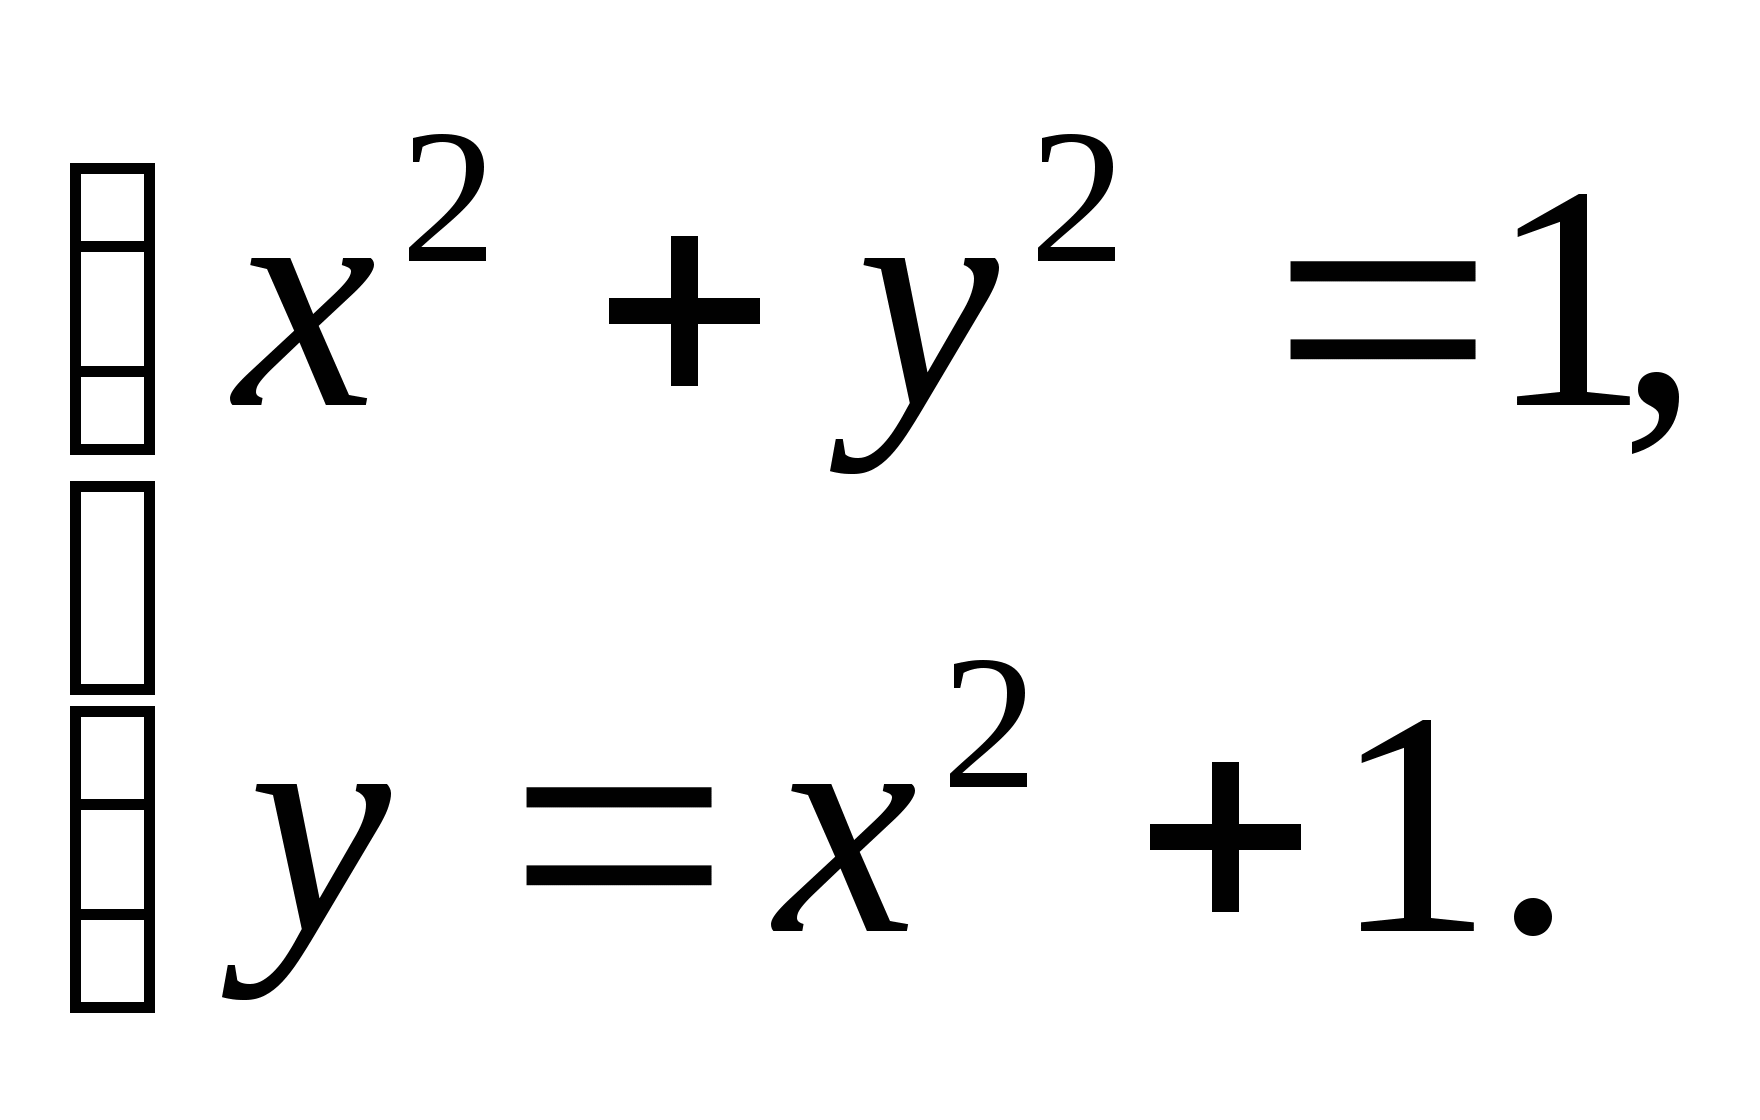 x² + y² = 1,
y = x² + 1.